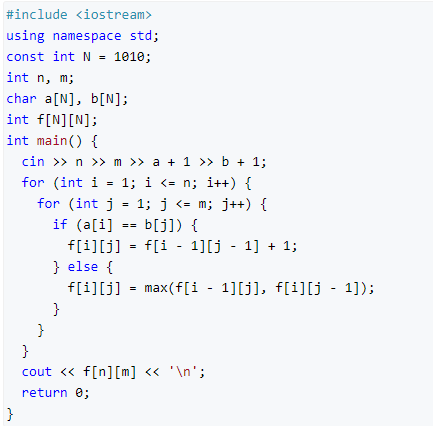 #include <iostream>
using namespace std;
const int N = 1010;
int n, m;
char a[N], b[N];
int f[N][N];
int main() {
  cin >> n >> m >> a + 1 >> b + 1;
  for (int i = 1; i <= n; i++) {
    for (int j = 1; j <= m; j++) {
      if (a[i] == b[j]) {
        f[i][j] = f[i - 1][j - 1] + 1;
      } else {
        f[i][j] = max(f[i - 1][j], f[i][j - 1]);
      }
    }
  }
  cout << f[n][m] << '\n';
  return 0;
}